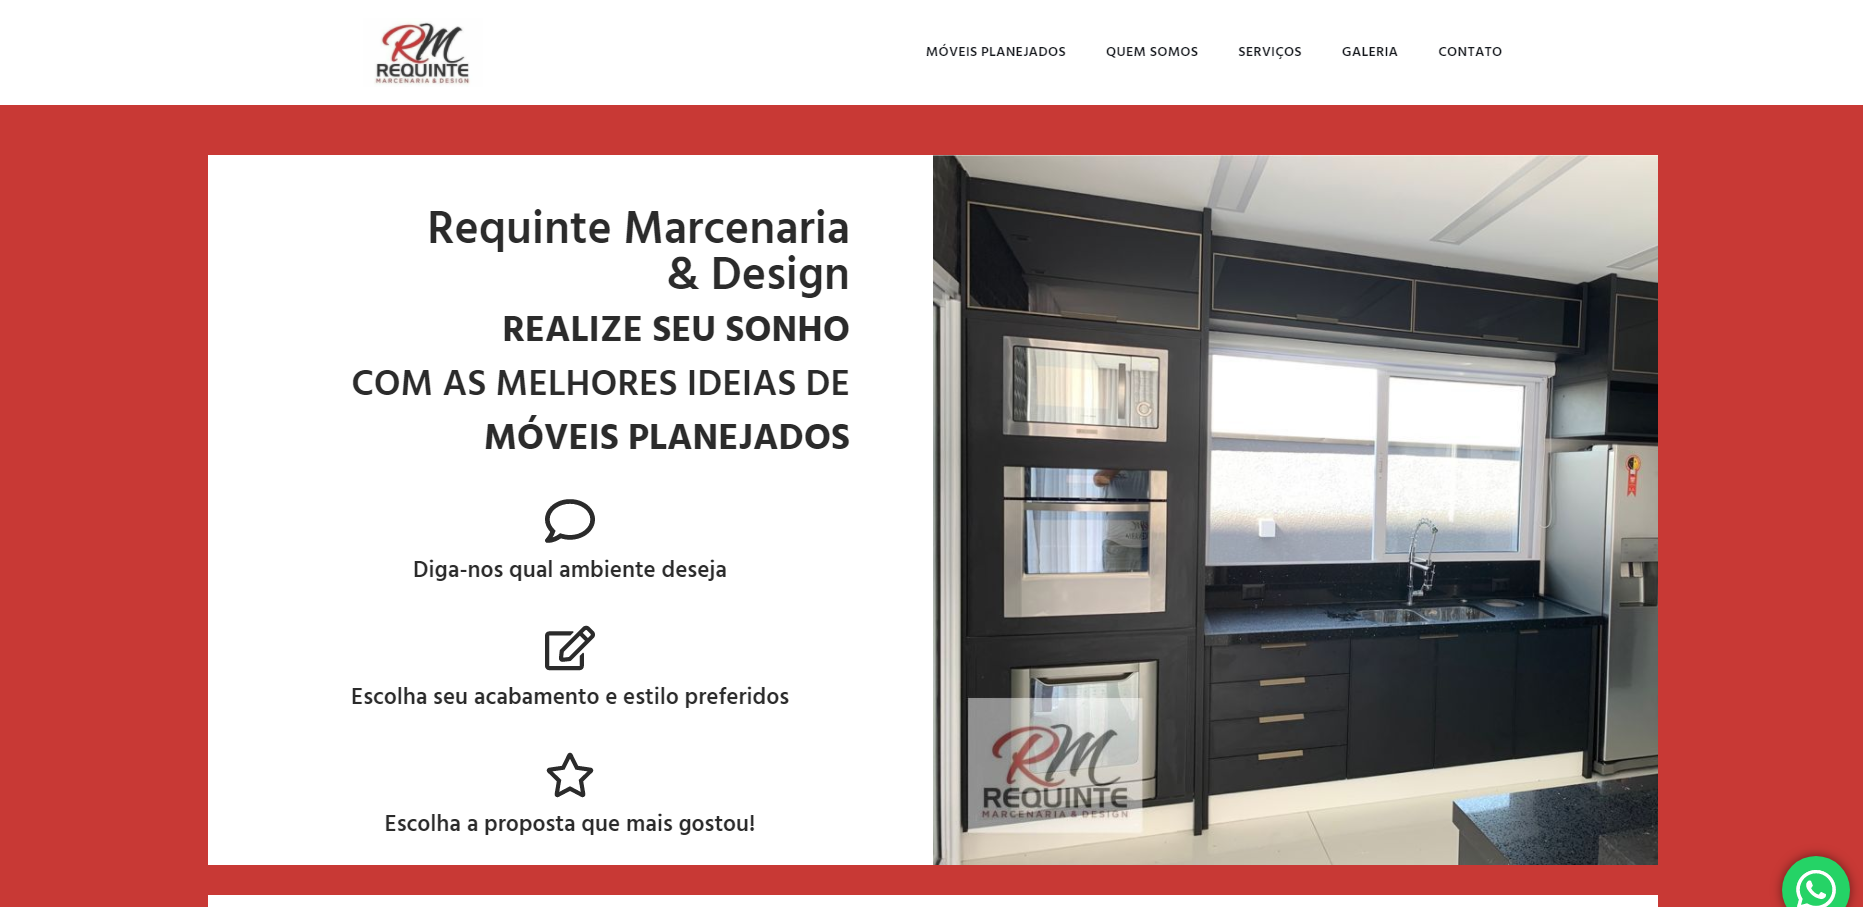 RM
REQUINTE
MARCENARIA & DESIGN
MÓVEIS PLANEJADOS
QUEM SOMOS
SERVIÇOS
GALERIA
CONTATO
Requinte Marcenaria
& Design
REALIZE SEU SONHO
COM AS MELHORES IDEIAS DE
MÓVEIS PLANEJADOS
Diga-nos qual ambiente deseja
Escolha seu acabamento e estilo preferidos
Escolha a proposta que mais gostou!
RM
REQUINTE
MARCENARIA & DESIGN